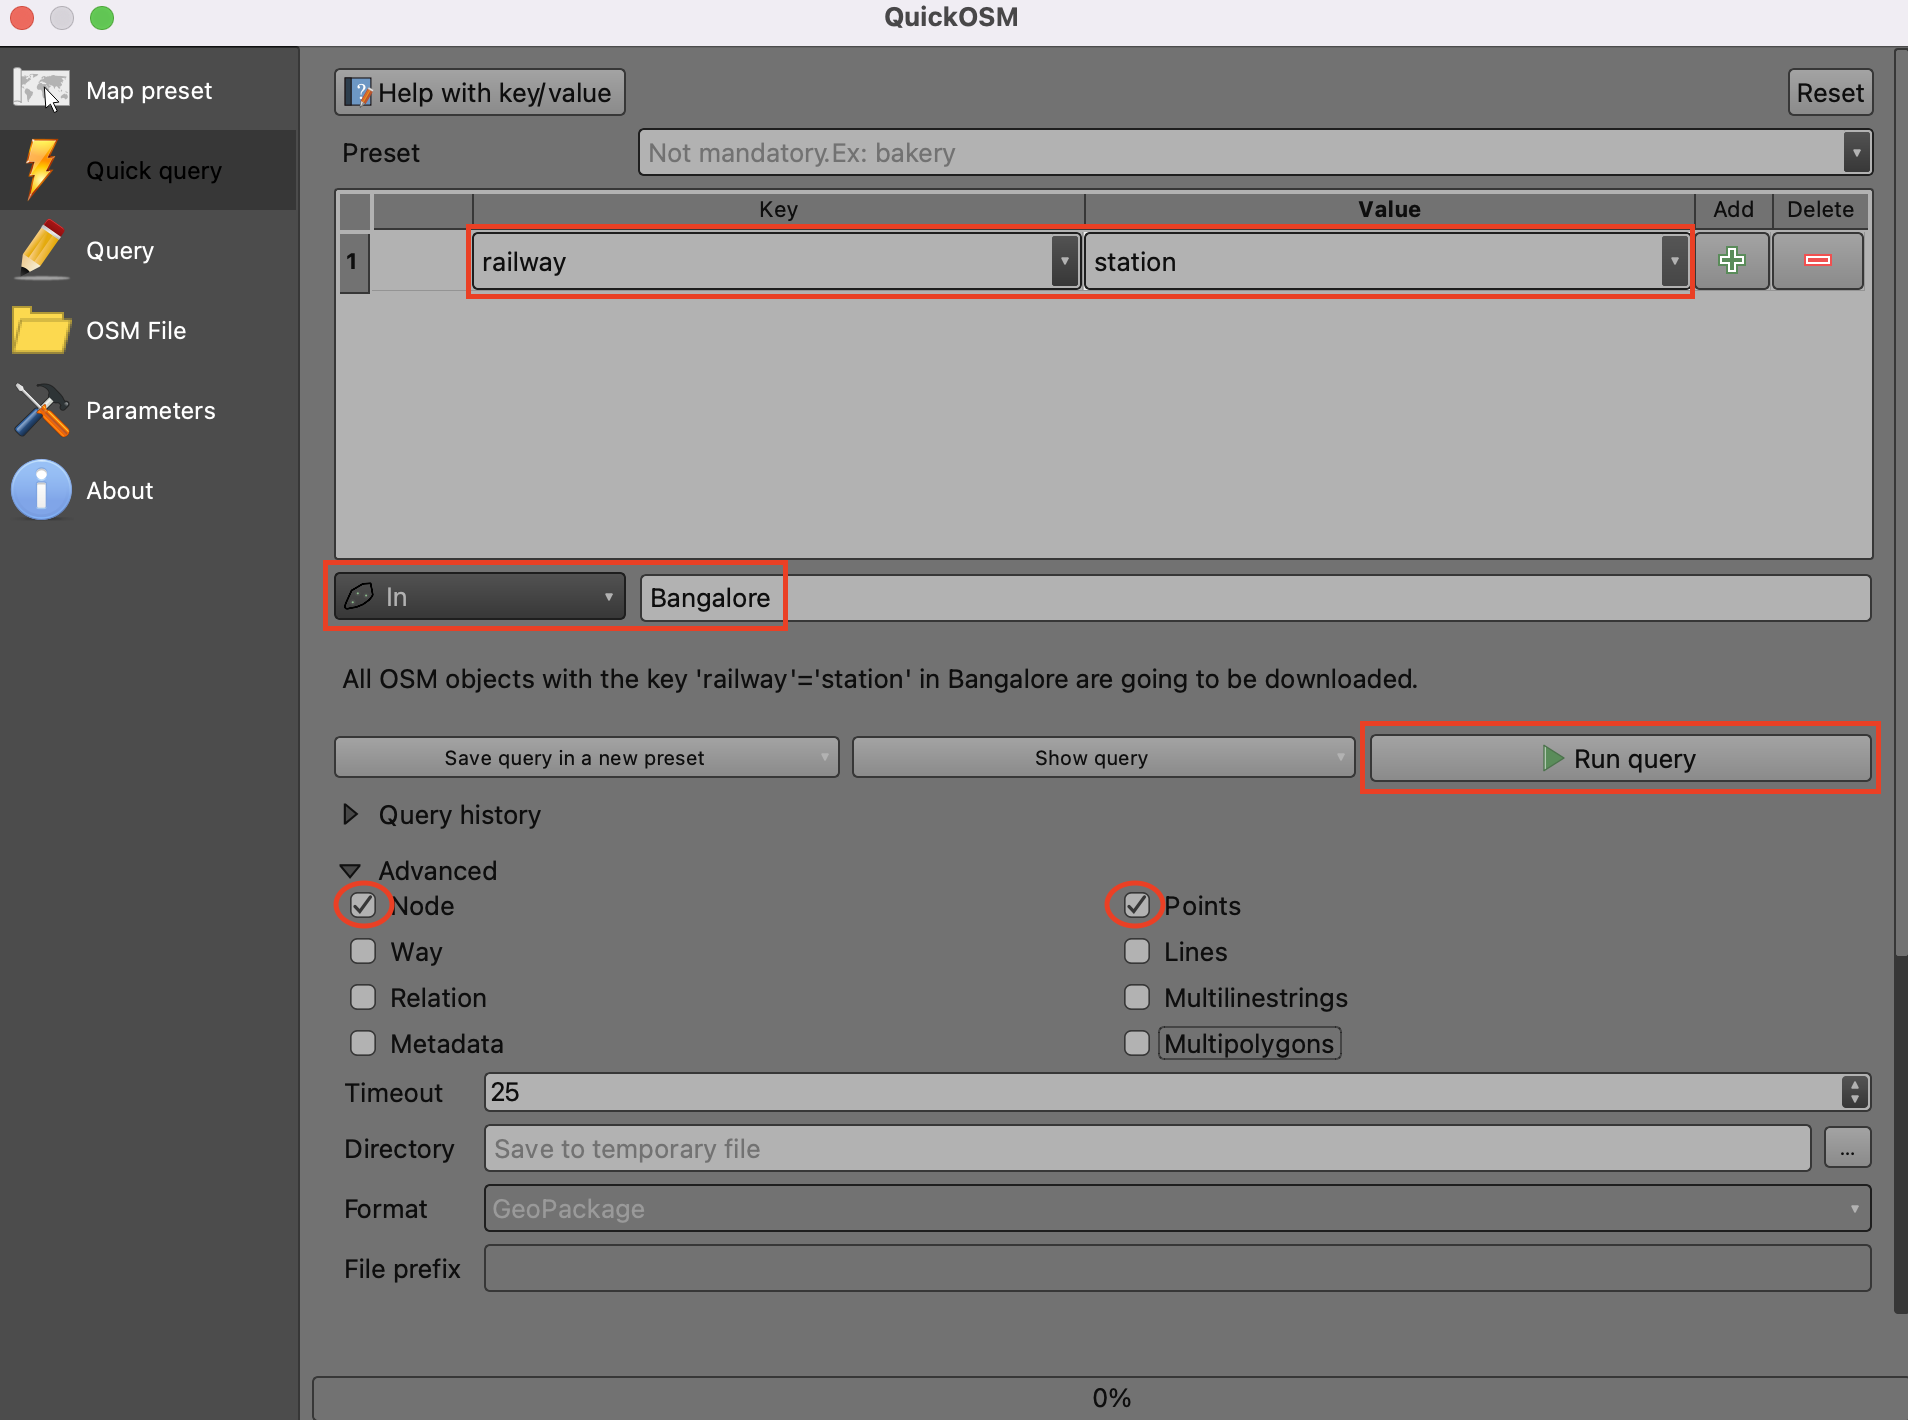 QuickOSM
Map preset
Quick query
Query
OSM File
Parameters
About
Help with key/value
Reset
Preset
Not mandatory.Ex: bakery
Key Value Add Delete
1 railway station
In Bangalore
All OSM objects with the key 'railway'='station' in Bangalore are going to be downloaded.
Save query in a new preset Show query Run query
Query history
Advanced
Node Points
Way Lines
Relation Multilinestrings
Metadata Multipolygons
Timeout 25
Directory Save to temporary file ...
Format GeoPackage
File prefix
0%